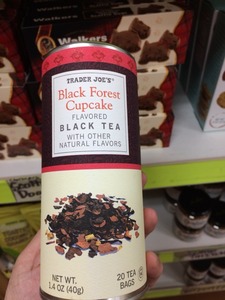 Walkers
TRADER JOE'S®
Black Forest
Cupcake
FLAVORED
BLACK TEA
WITH OTHER
NATURAL FLAVORS
NET WT.
1.4 OZ (40g)
20 TEA
BAGS